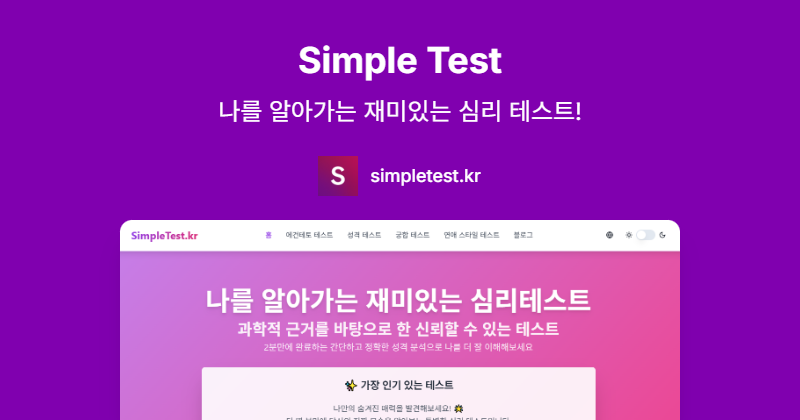 Simple Test
나를 알아가는 재미있는 심리 테스트!
S simpletest.kr
SimpleTest.kr 홈 에겐테토 테스트 성격 테스트 궁합 테스트 연애 스타일 테스트 블로그
나를 알아가는 재미있는 심리테스트
과학적 근거를 바탕으로 한 신뢰할 수 있는 테스트
2분만에 완료하는 간단하고 정확한 성격 분석으로 나를 더 잘 이해해보세요
✨ 가장 인기 있는 테스트
나만의 숨겨진 매력을 발견해보세요!